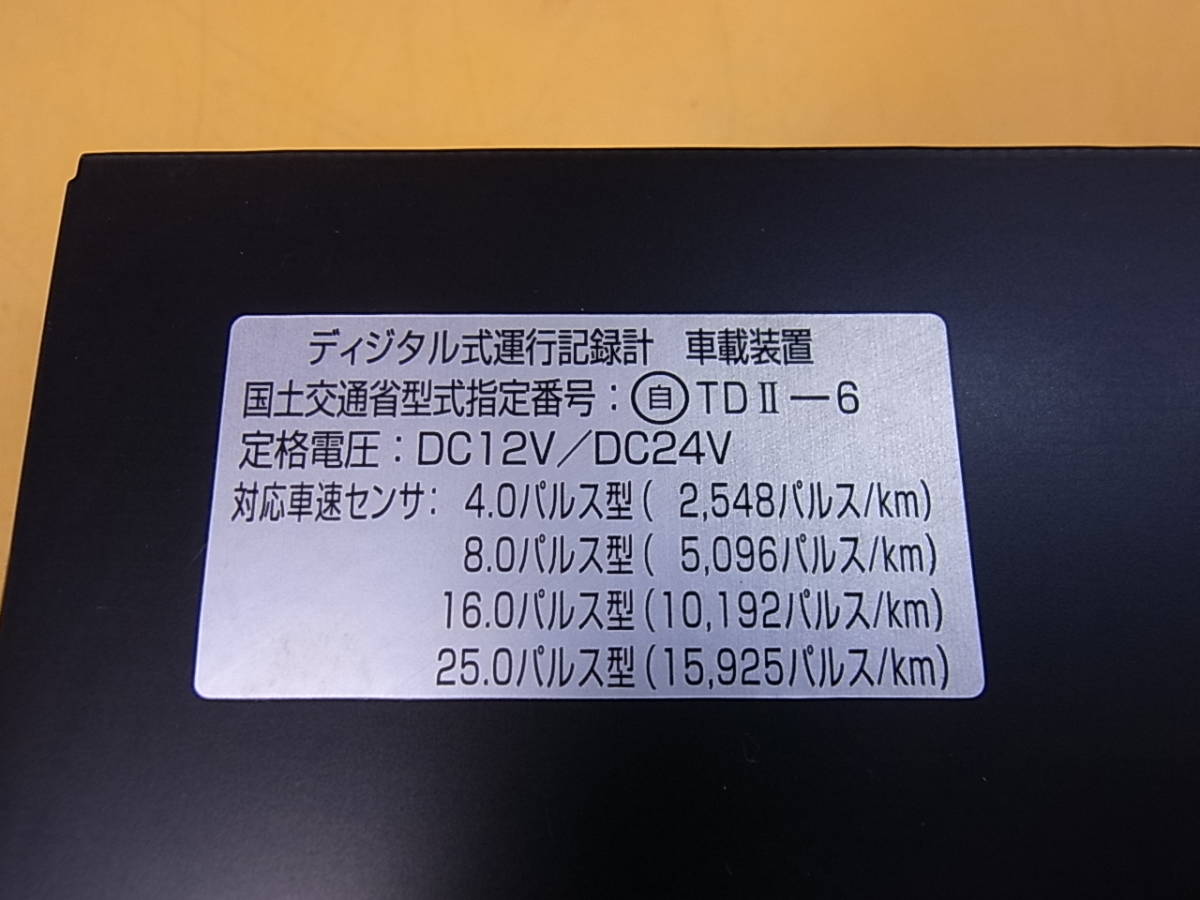 ディジタル式運行記録計　車載装置
国土交通省型式指定番号：㊀自 TDⅡ－6
定格電圧：DC12V／DC24V
対応車速センサ： 4.0パルス型( 2,548パルス/km)
8.0パルス型( 5,096パルス/km)
16.0パルス型(10,192パルス/km)
25.0パルス型(15,925パルス/km)